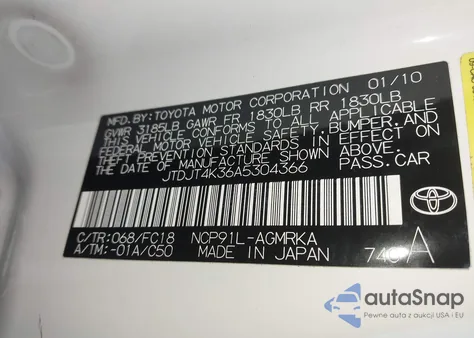 MFD. BY: TOYOTA MOTOR CORPORATION 01/10
GVWR 3185LB GAWR FR 1830LB RR 1830LB
THIS VEHICLE CONFORMS TO ALL APPLICABLE
FEDERAL MOTOR VEHICLE SAFETY, BUMPER, AND
THEFT PREVENTION STANDARDS IN EFFECT ON
THE DATE OF MANUFACTURE SHOWN ABOVE.
JTDJT4K36A5304366 PASS. CAR
C/TR: 068/FC18 NCP91L-AGMRKA
A/TM: -01A/C50 MADE IN JAPAN A
TOYOTA
autoSnap
Pewne auta z aukcji USA i EU